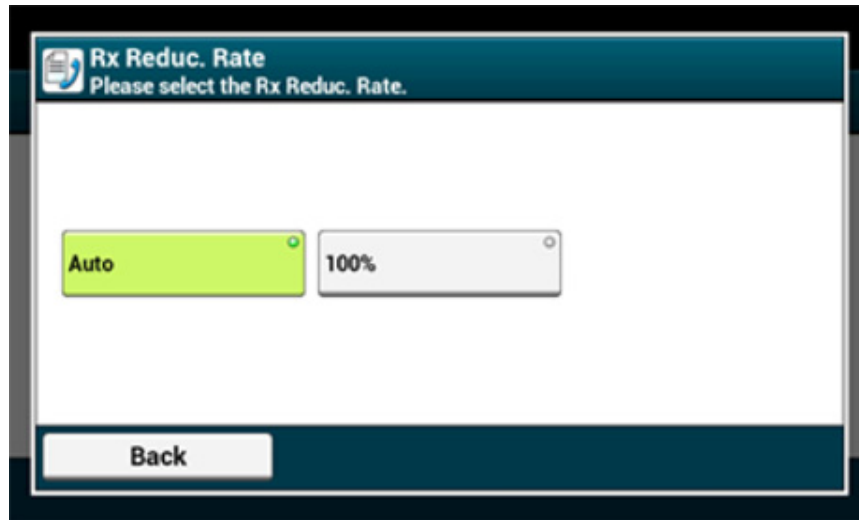 Rx Reduc. Rate
Please select the Rx Reduc. Rate.
Auto
100%
Back